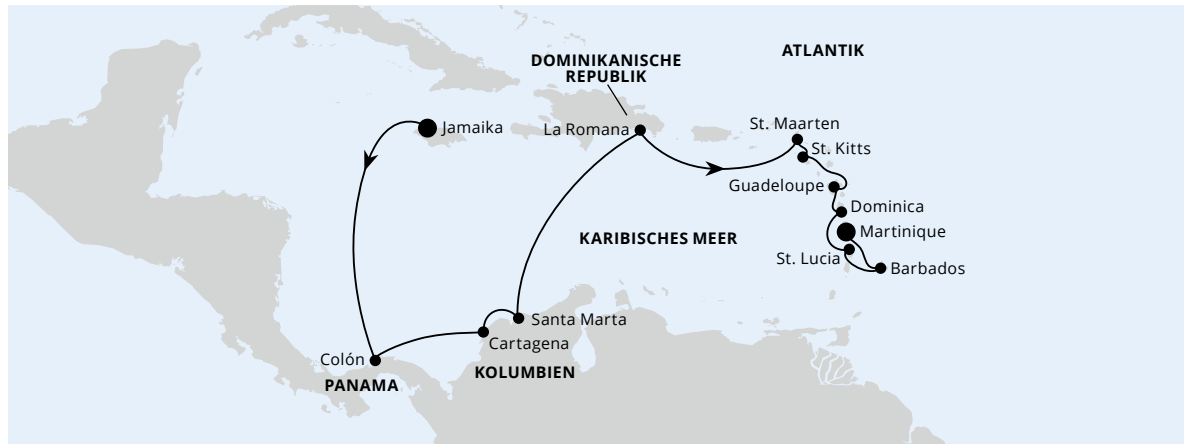 ATLANTIK
DOMINIKANISCHE
REPUBLIK
St. Maarten
Jamaika
La Romana
St. Kitts
Guadeloupe
Dominica
Martinique
KARIBISCHES MEER
St. Lucia
Barbados
Santa Marta
Cartagena
Colón
KOLUMBIEN
PANAMA